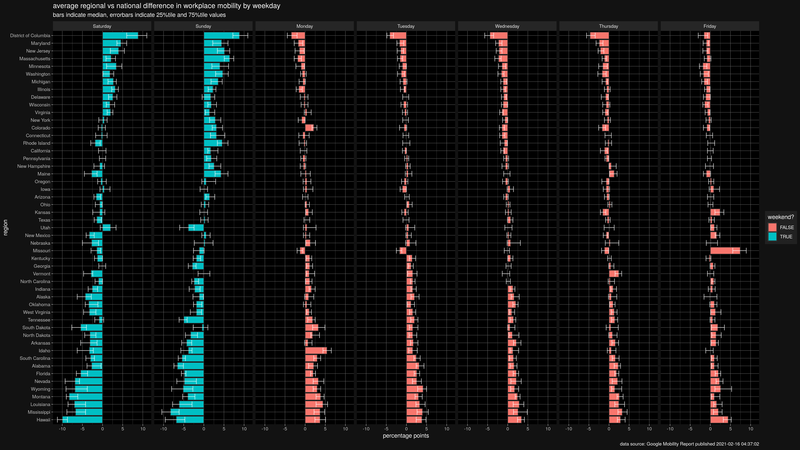 average regional vs national difference in workplace mobility by weekday
bars indicate median, errorbars indicate 25%ile and 75%ile values
Saturday Sunday Monday Tuesday Wednesday Thursday Friday
District of Columbia
Maryland
New Jersey
Massachusetts
Minnesota
Washington
Michigan
Illinois
Delaware
Wisconsin
Virginia
New York
Colorado
Connecticut
Rhode Island
California
Pennsylvania
New Hampshire
Maine
Oregon
Iowa
Arizona
Ohio
Kansas
Texas
Utah
New Mexico
Nebraska
Missouri
Kentucky
Georgia
Vermont
North Carolina
Indiana
Alaska
Oklahoma
West Virginia
Tennessee
South Dakota
North Dakota
Arkansas
Idaho
South Carolina
Alabama
Florida
Nevada
Wyoming
Montana
Louisiana
Mississippi
Hawaii
region
-10 -5 0 5 10 -10 -5 0 5 10 -10 -5 0 5 10 -10 -5 0 5 10 -10 -5 0 5 10 -10 -5 0 5 10 -10 -5 0 5 10
percentage points
weekend?
FALSE
TRUE
data source: Google Mobility Report published 2021-02-16 04:37:02